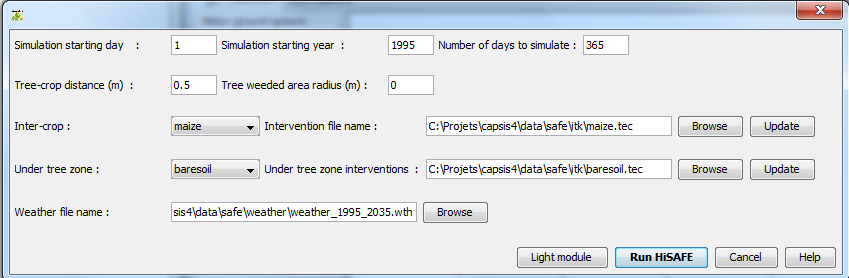 Below ground options
Simulation starting day : 1 Simulation starting year : 1995 Number of days to simulate : 365
Tree-crop distance (m) : 0.5 Tree weeded area radius (m) : 0
Inter-crop : maize Intervention file name : C:\Projets\capsis4\data\safe\itk\maize.tec Browse Update
Under tree zone : baresoil Under tree zone interventions : C:\Projets\capsis4\data\safe\itk\baresoil.tec Browse Update
Weather file name : sis4\data\safe\weather\weather_1995_2035.wth Browse
Light module Run HiSAFE Cancel Help